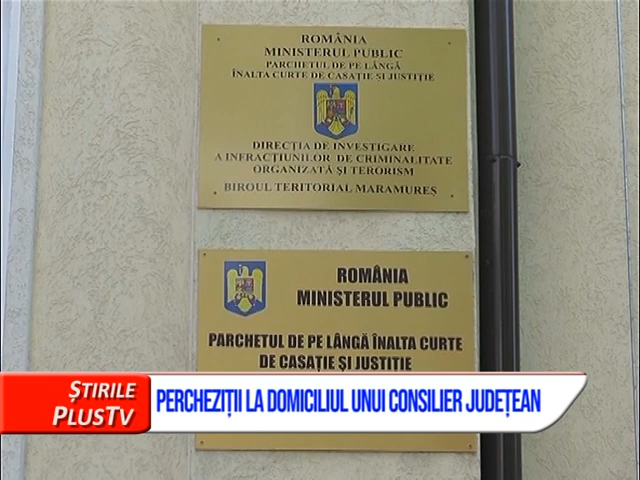 ROMÂNIA
MINISTERUL PUBLIC
PARCHETUL DE PE LÂNGĂ
ÎNALTA CURTE DE CASAȚIE ȘI JUSTIȚIE
DIRECȚIA DE INVESTIGARE
A INFRACȚIUNILOR DE CRIMINALITATE
ORGANIZATĂ ȘI TERORISM
BIROUL TERITORIAL MARAMUREȘ
ROMÂNIA
MINISTERUL PUBLIC
PARCHETUL DE PE LÂNGĂ ÎNALTA CURTE
DE CASAȚIE ȘI JUSTIȚIE
ȘTIRILE
PLUSTV
PERCHEZIȚII LA DOMICILIUL UNUI CONSILIER JUDEȚEAN